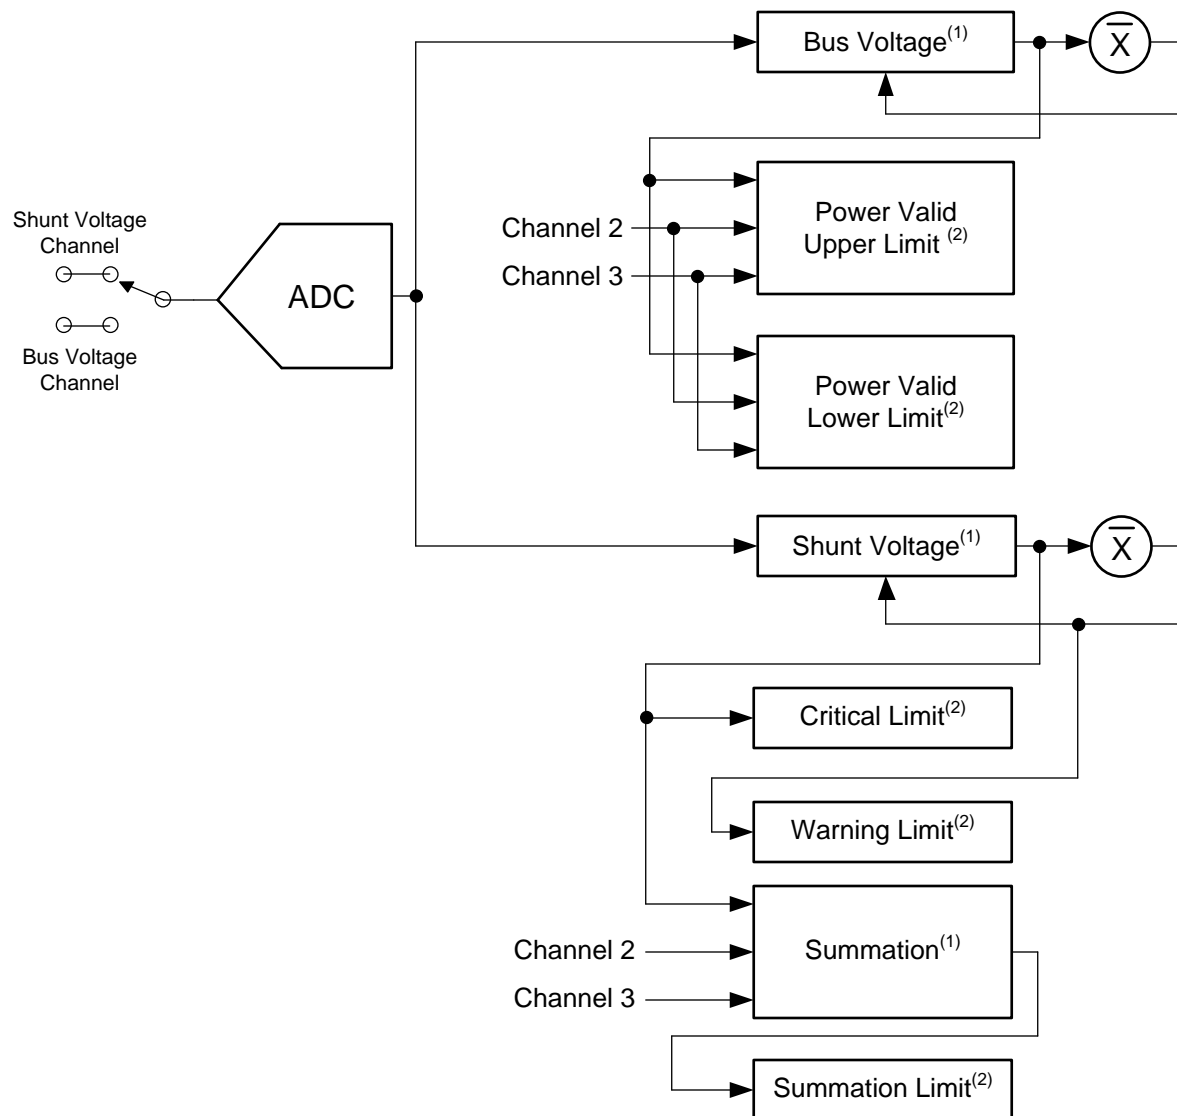 Bus Voltage(1)
X̅
Shunt Voltage
Channel
Power Valid
Upper Limit (2)
Channel 2
Channel 3
ADC
Bus Voltage
Channel
Power Valid
Lower Limit(2)
Shunt Voltage(1)
X̅
Critical Limit(2)
Warning Limit(2)
Summation(1)
Channel 2
Channel 3
Summation Limit(2)